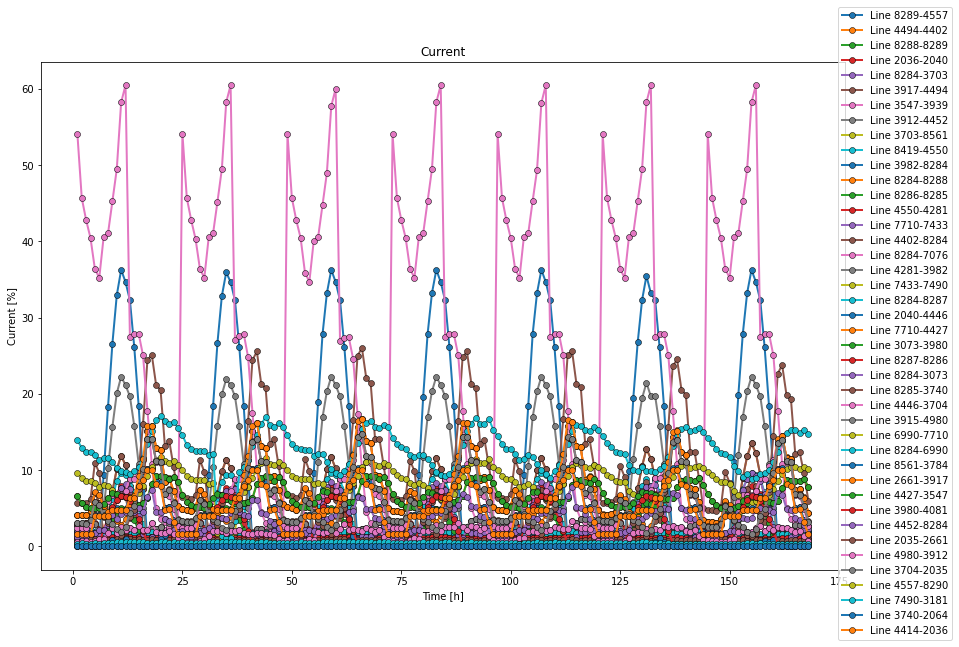 Current
Current [%]
60
50
40
30
20
10
0
0
25
50
75
100
125
150
175
Time [h]
Line 8289-4557
Line 4494-4402
Line 8288-8289
Line 2036-2040
Line 8284-3703
Line 3917-4494
Line 3547-3939
Line 3912-4452
Line 3703-8561
Line 8419-4550
Line 3982-8284
Line 8284-8288
Line 8286-8285
Line 4550-4281
Line 7710-7433
Line 4402-8284
Line 8284-7076
Line 4281-3982
Line 7433-7490
Line 8284-8287
Line 2040-4446
Line 7710-4427
Line 3073-3980
Line 8287-8286
Line 8284-3073
Line 8285-3740
Line 4446-3704
Line 3915-4980
Line 6990-7710
Line 8284-6990
Line 8561-3784
Line 2661-3917
Line 4427-3547
Line 3980-4081
Line 4452-8284
Line 2035-2661
Line 4980-3912
Line 3704-2035
Line 4557-8290
Line 7490-3181
Line 3740-2064
Line 4414-2036